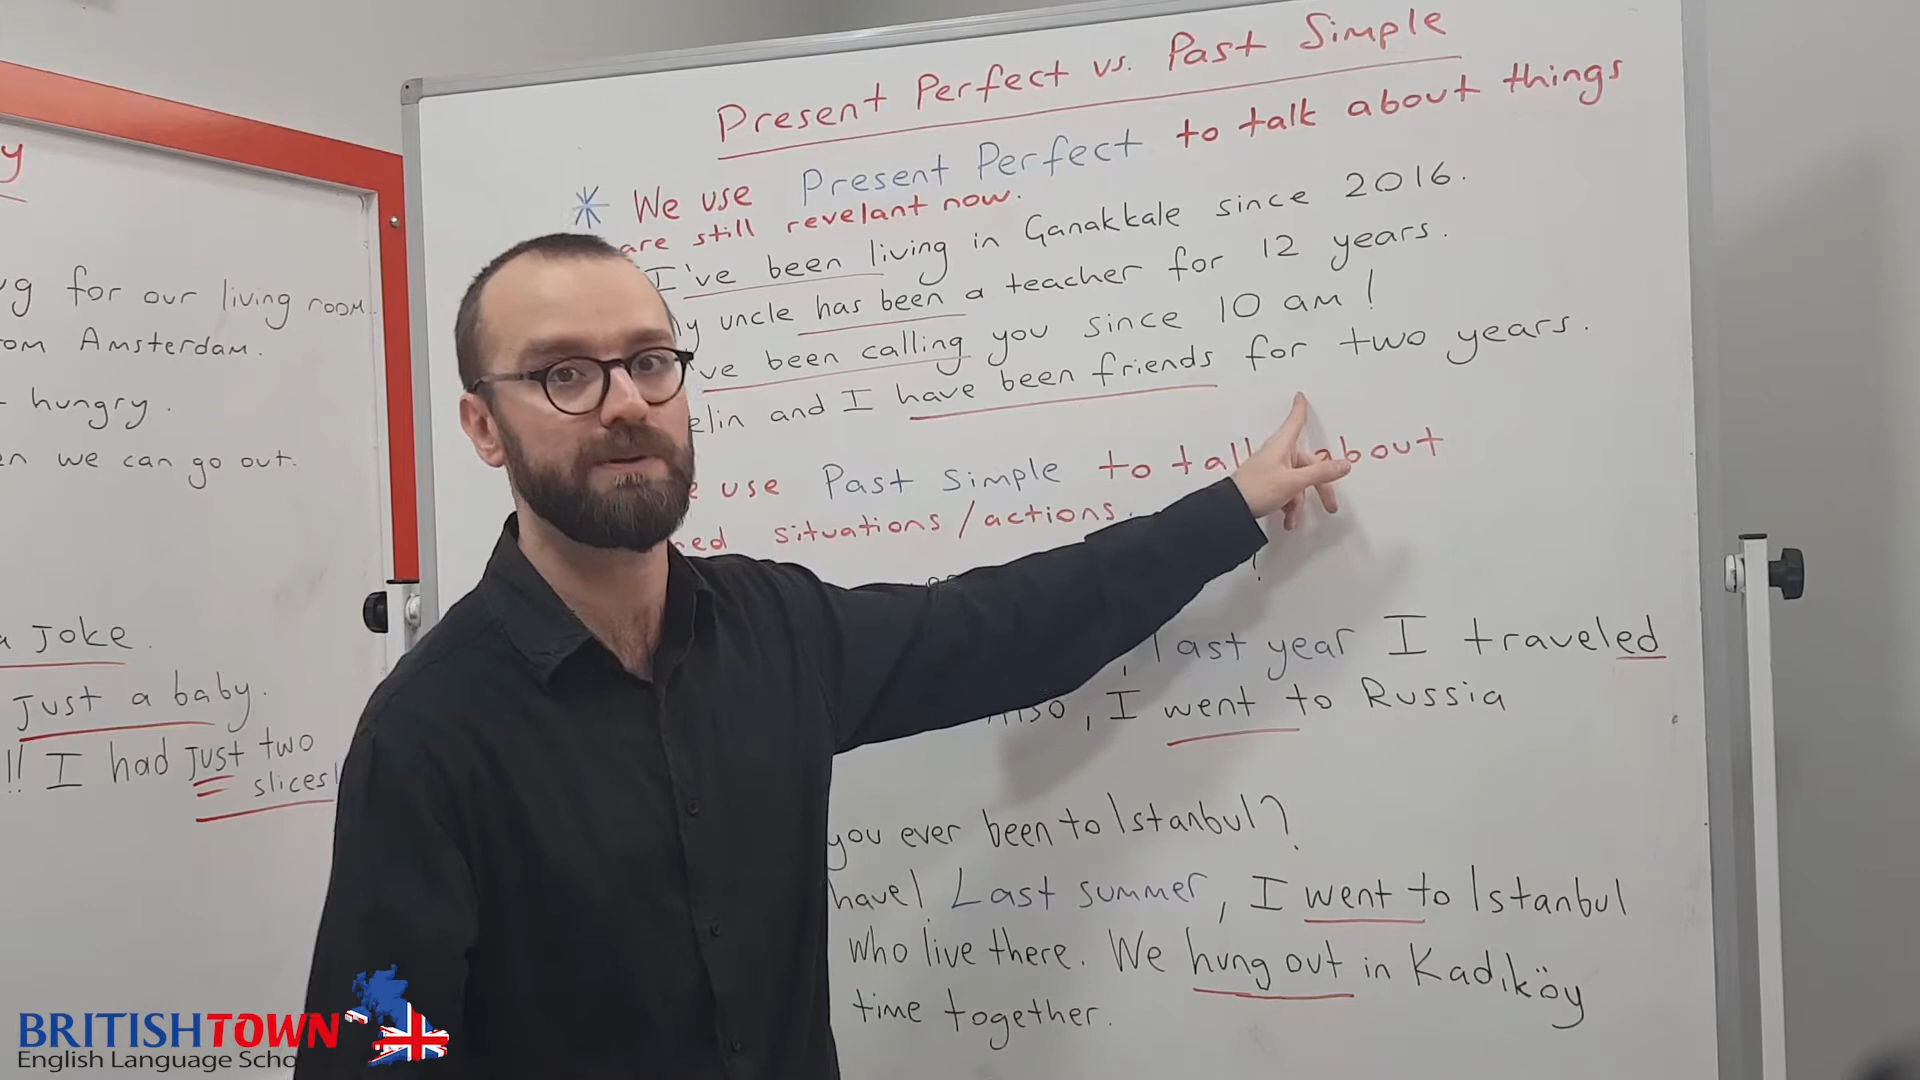 y
g for our living room.
om Amsterdam.
hungry.
en we can go out.
a joke.
just a baby.
!! I had just two
slices!
Present Perfect vs. Past Simple
* We use Present Perfect to talk about things
are still revelant now.
I've been living in Çanakkale since 2016.
y uncle has been a teacher for 12 years.
've been calling you since 10 am!
elin and I have been friends for two years.
e use Past Simple to talk about
ned situations/actions.
, last year I traveled
Also, I went to Russia
you ever been to Istanbul?
have! Last summer, I went to Istanbul
who live there. We hung out in Kadıköy
time together.
BRITISHTOWN
English Language Scho